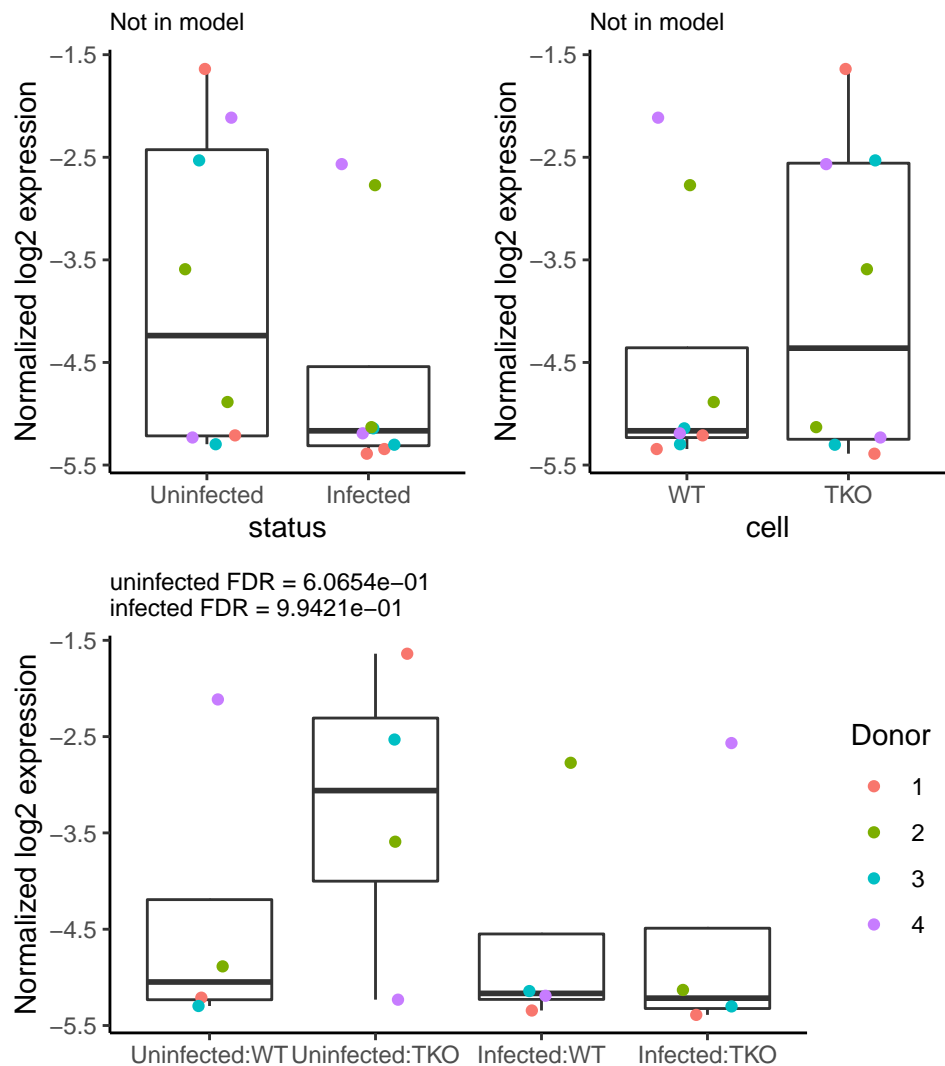 Not in model
Normalized log2 expression
−1.5
−2.5
−3.5
−4.5
−5.5
Uninfected Infected
status
Not in model
Normalized log2 expression
−1.5
−2.5
−3.5
−4.5
−5.5
WT TKO
cell
uninfected FDR = 6.0654e−01
infected FDR = 9.9421e−01
Normalized log2 expression
−1.5
−2.5
−3.5
−4.5
−5.5
Uninfected:WT Uninfected:TKO Infected:WT Infected:TKO
Donor
1
2
3
4